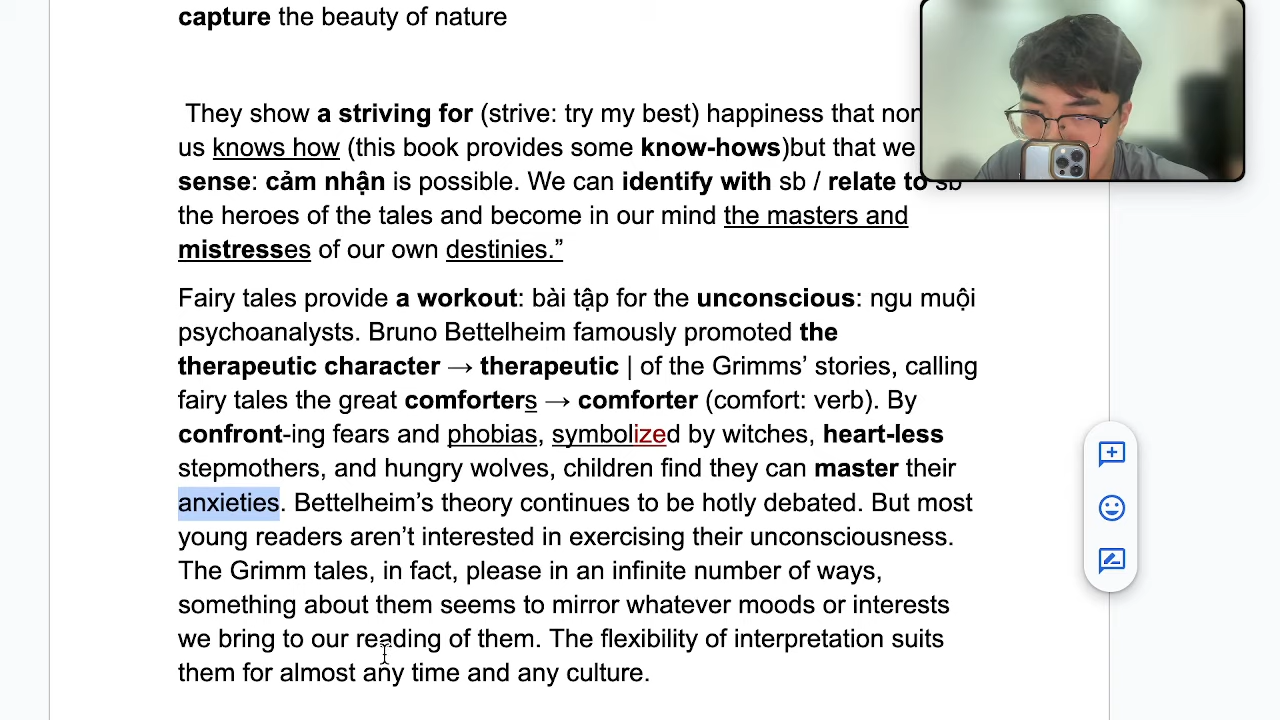 capture the beauty of nature
They show a striving for (strive: try my best) happiness that
us knows how (this book provides some know-hows)but that we
sense: cảm nhận is possible. We can identify with sb / relate to sb
the heroes of the tales and become in our mind the masters and
mistresses of our own destinies.”
Fairy tales provide a workout: bài tập for the unconscious: ngu muội
psychoanalysts. Bruno Bettelheim famously promoted the
therapeutic character → therapeutic | of the Grimms’ stories, calling
fairy tales the great comforters → comforter (comfort: verb). By
confront-ing fears and phobias, symbolized by witches, heart-less
stepmothers, and hungry wolves, children find they can master their
anxieties. Bettelheim’s theory continues to be hotly debated. But most
young readers aren’t interested in exercising their unconsciousness.
The Grimm tales, in fact, please in an infinite number of ways,
something about them seems to mirror whatever moods or interests
we bring to our reading of them. The flexibility of interpretation suits
them for almost any time and any culture.